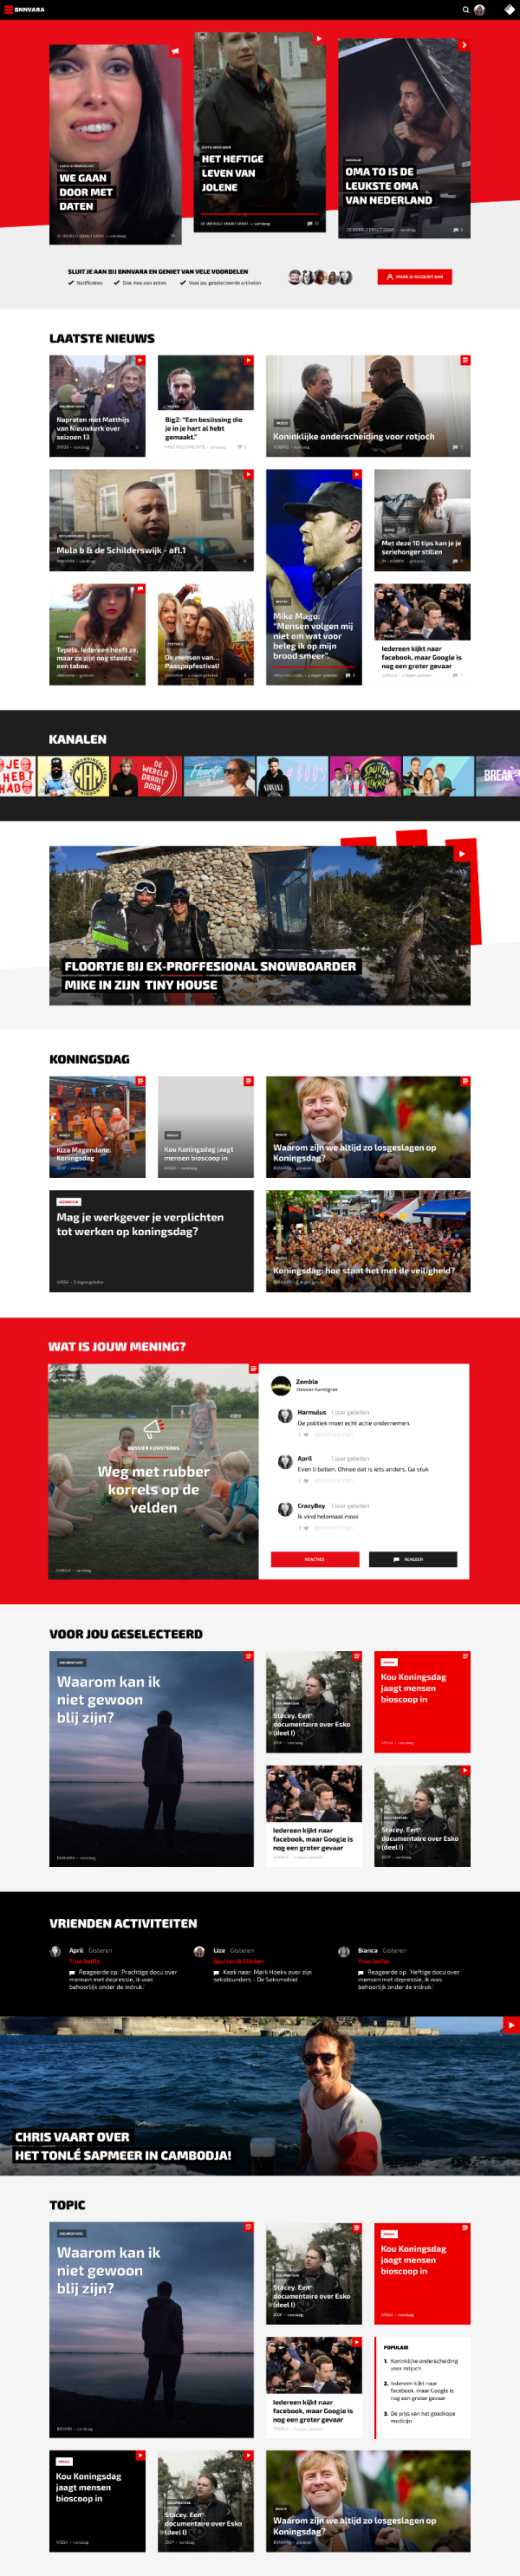 BNNVARA
WE GAAN
DOOR MET
DATEN
HET HEFTIGE
LEVEN VAN
JOLENE
OMA TO IS DE
LEUKSTE OMA
VAN NEDERLAND
SLUIT JE AAN BIJ BNNVARA EN GENIET VAN VELE VOORDELEN
Notificaties
Doe mee aan acties
Voor jou geselecteerde artikelen
MAAK JE ACCOUNT AAN
LAATSTE NIEUWS
Napraten met Matthijs
van Nieuwkerk over
seizoen 13
Big2: "Een beslissing die
je in je hart al hebt
gemaakt."
Koninklijke onderscheiding voor rotjoch
Mula b & de Schilderswijk - afl.1
Mike Mago:
"Mensen volgen mij
niet om wat voor
beleg ik op mijn
brood smeer".
Met deze 10 tips kan je je
seriehonger stillen
Tepels. Iedereen heeft ze,
maar ze zijn nog steeds
een taboe.
De mensen van...
Paaspopfestival!
Iedereen kijkt naar
facebook, maar Google is
nog een groter gevaar
KANALEN
JE
HEBT
HAD
MAN
DE
WERELD
DRAAIT
DOOR
Floortje
#BOOS
SPUITEN
SLIKKEN
BREAK
FLOORTJE BIJ EX-PROFFESIONAL SNOWBOARDER
MIKE IN ZIJN TINY HOUSE
KONINGSDAG
Kiza Magendane:
Koningsdag
Kou Koningsdag jaagt
mensen bioscoop in
Waarom zijn we altijd zo losgeslagen op
Koningsdag?
Mag je werkgever je verplichten
tot werken op koningsdag?
Koningsdag: hoe staat het met de veiligheid?
WAT IS JOUW MENING?
DOSSIER KUNSTGRAS
Weg met rubber
korrels op de
velden
Zembla
Dossier Kunstgras
Harmulus 1 jaar geleden
De politiek moet echt actie ondernemen.
April 1 jaar geleden
Even li bellen. Ohnee dat is iets anders. Ga stuk
CrazyBoy 1 jaar geleden
Ik vind helemaal mooi
REACTIES
REAGEER
VOOR JOU GESELECTEERD
Waarom kan ik
niet gewoon
blij zijn?
Stacey. Een
documentaire over Esko
(deel I)
Kou Koningsdag
jaagt mensen
bioscoop in
Iedereen kijkt naar
facebook, maar Google is
nog een groter gevaar
Stacey. Een
documentaire over Esko
(deel I)
VRIENDEN ACTIVITEITEN
April Gisteren
True Selfie
Reageerde op: 'Prachtige docu over
mensen met depressie, ik was
behoorlijk onder de indruk.'
Lize Gisteren
Spuiten & Slikken
Keek naar: Mark Hoekx over zijn
seksblunders - De Seksmobiel
Bianca Gisteren
True Selfie
Reageerde op: 'Heftige docu over
mensen met depressie, ik was
behoorlijk onder de indruk.'
CHRIS VAART OVER
HET TONLÉ SAPMEER IN CAMBODJA!
TOPIC
Waarom kan ik
niet gewoon
blij zijn?
Stacey. Een
documentaire over Esko
(deel I)
Kou Koningsdag
jaagt mensen
bioscoop in
Iedereen kijkt naar
facebook, maar Google is
nog een groter gevaar
POPULAIR
1. Koninklijke onderscheiding
voor rotjoch
2. Iedereen kijkt naar
facebook, maar Google is
nog een groter gevaar
3. De prijs van het goedkope
medicijn
Kou Koningsdag
jaagt mensen
bioscoop in
Stacey. Een
documentaire over Esko
(deel I)
Waarom zijn we altijd zo losgeslagen op
Koningsdag?